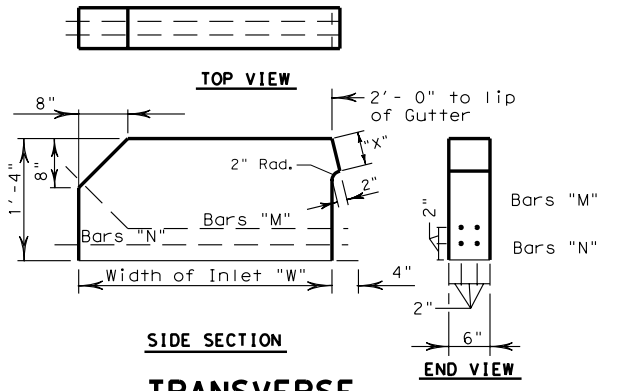 TOP VIEW
8"
2'- 0" to lip
of Gutter
"X"
2" Rad.
2"
1'-4"
8"
Bars "M"
Bars "N"
Width of Inlet "W"
4"
SIDE SECTION
2"
Bars "M"
Bars "N"
2"
6"
END VIEW
TRANSVERSE